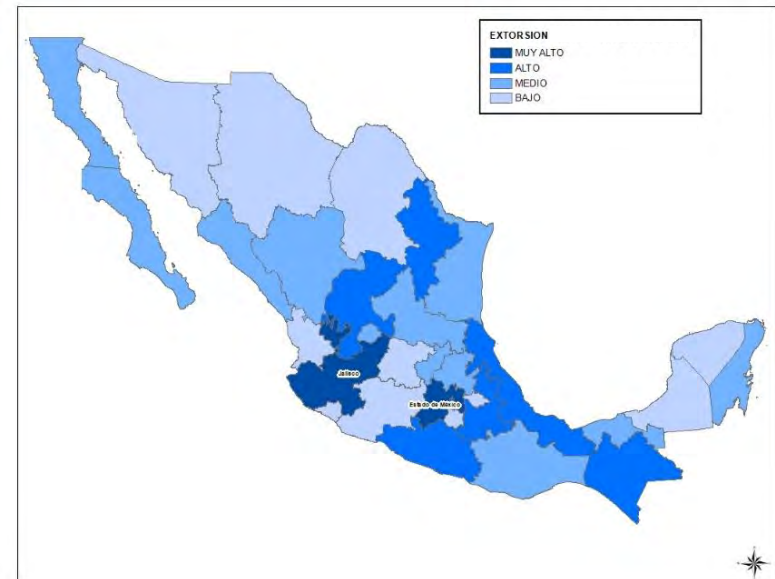 EXTORSION
MUY ALTO
ALTO
MEDIO
BAJO
Jalisco
Estado de México